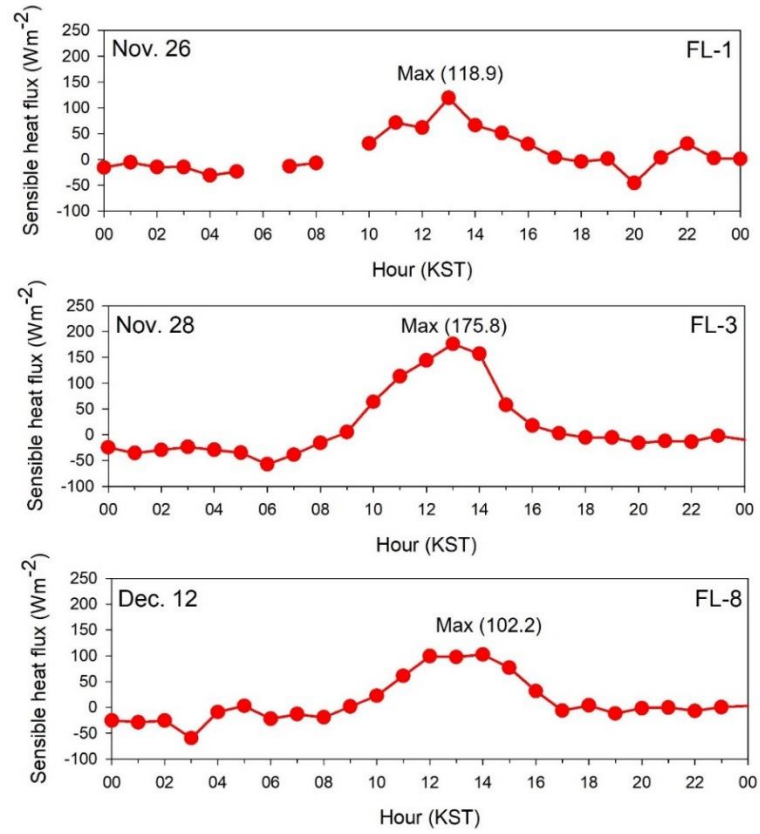 Sensible heat flux (Wm-2)
250
200
150
100
50
0
-50
-100
Nov. 26
FL-1
Max (118.9)
00 02 04 06 08 10 12 14 16 18 20 22 00
Hour (KST)
Sensible heat flux (Wm-2)
250
200
150
100
50
0
-50
-100
Nov. 28
FL-3
Max (175.8)
00 02 04 06 08 10 12 14 16 18 20 22 00
Hour (KST)
Sensible heat flux (Wm-2)
250
200
150
100
50
0
-50
-100
Dec. 12
FL-8
Max (102.2)
00 02 04 06 08 10 12 14 16 18 20 22 00
Hour (KST)